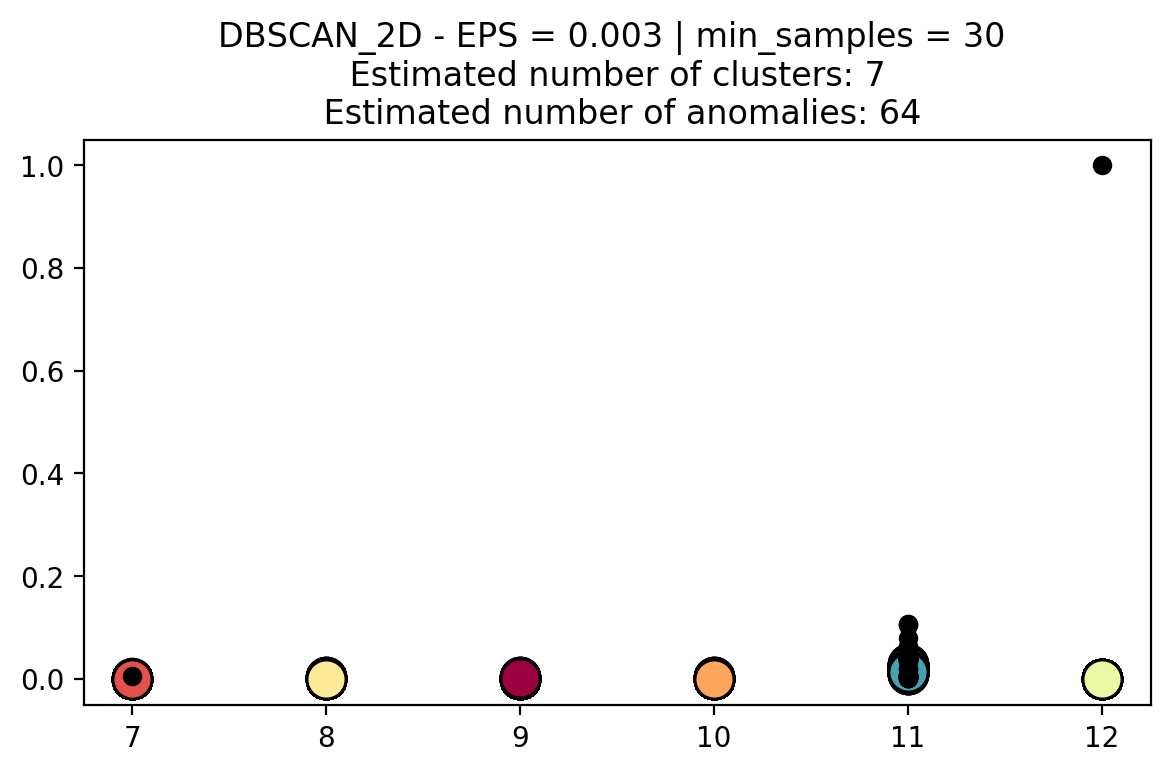 DBSCAN_2D - EPS = 0.003 | min_samples = 30
Estimated number of clusters: 7
Estimated number of anomalies: 64
1.0
0.8
0.6
0.4
0.2
0.0
7 8 9 10 11 12